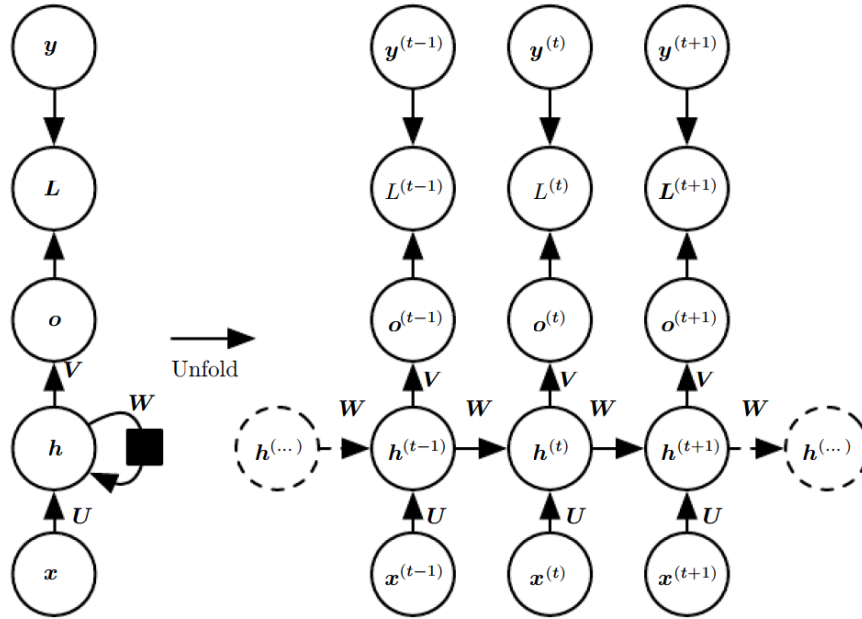 y y^{(t-1)} y^{(t)} y^{(t+1)}
L L^{(t-1)} L^{(t)} L^{(t+1)}
o o^{(t-1)} o^{(t)} o^{(t+1)}
Unfold
V V V V
W W W W W
h h^{(...)} h^{(t-1)} h^{(t)} h^{(t+1)} h^{(...)}
U U U U
x x^{(t-1)} x^{(t)} x^{(t+1)}